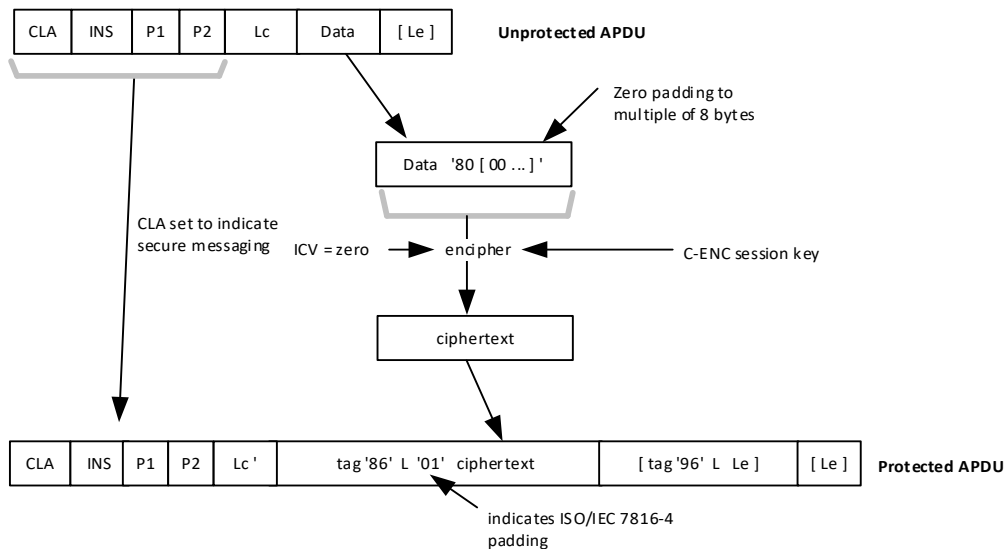 CLA INS P1 P2 Lc Data [ Le ] Unprotected APDU
Zero padding to
multiple of 8 bytes
Data '80 [ 00 ... ] '
CLA set to indicate
secure messaging
ICV = zero encipher C-ENC session key
ciphertext
CLA INS P1 P2 Lc ' tag '86' L '01' ciphertext [ tag '96' L Le ] [ Le ] Protected APDU
indicates ISO/IEC 7816-4
padding